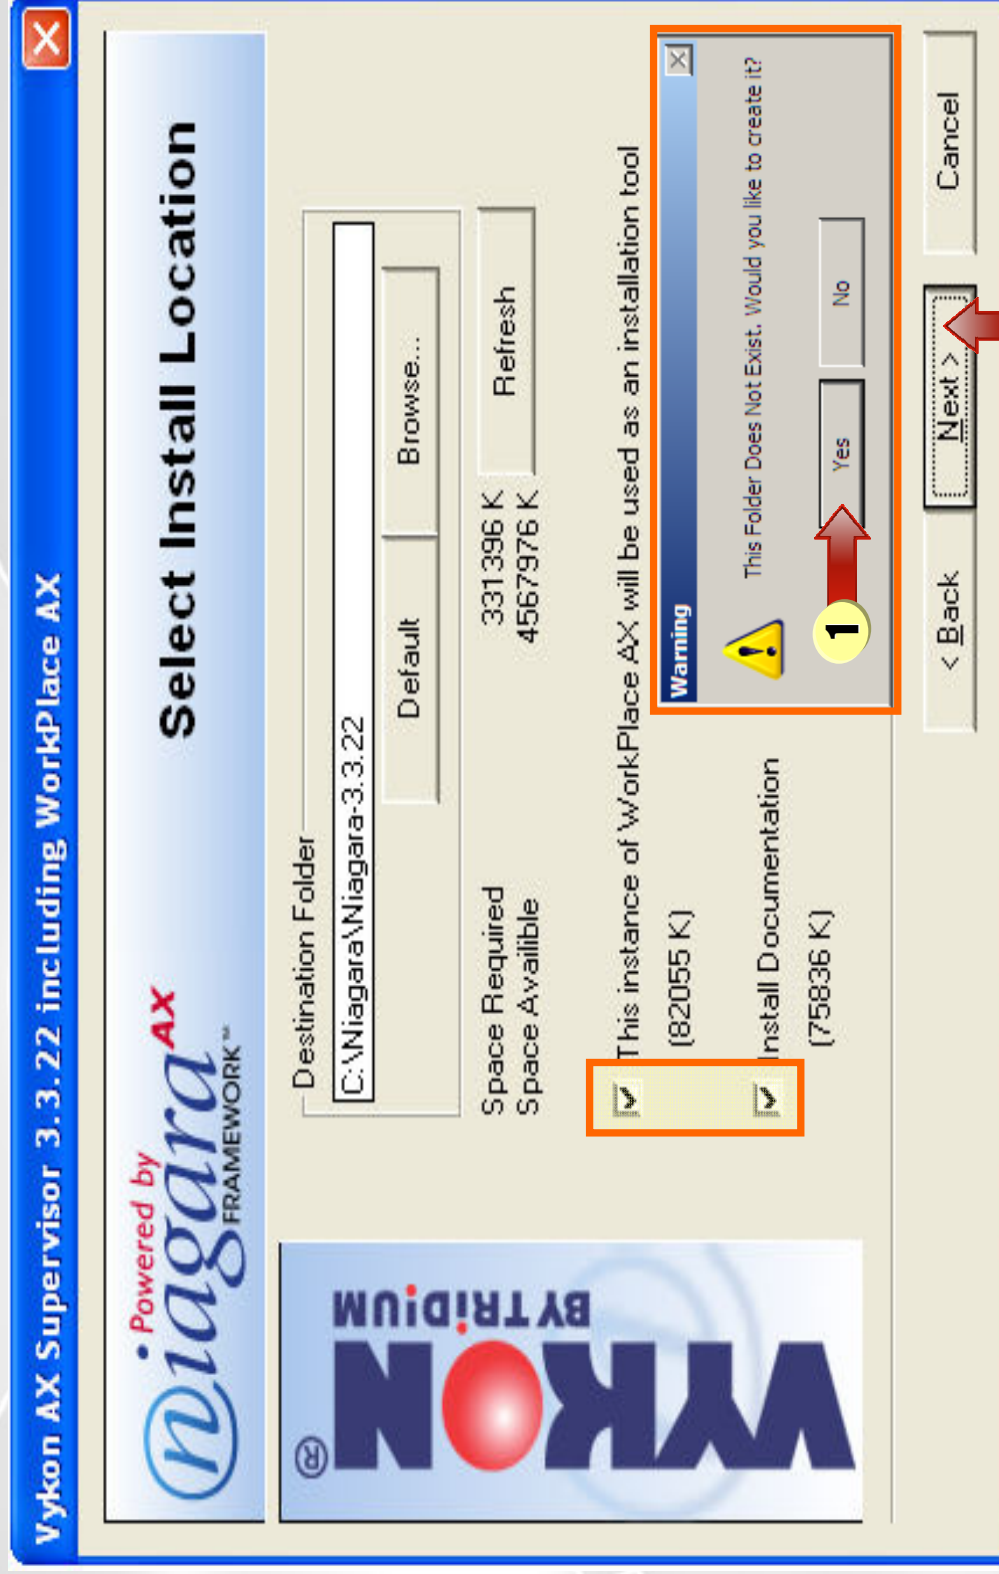 Vykon AX Supervisor 3.3.22 including WorkPlace AX
Powered by
niagara AX
FRAMEWORK™
Select Install Location
VYKON®
BY TRiDiUM
Destination Folder
C:\Niagara\Niagara-3.3.22
Default
Browse...
Space Required 331396 K
Space Availible 4567976 K
Refresh
This instance of WorkPlace AX will be used as an installation tool
(82055 K)
Install Documentation
(75836 K)
Warning
This Folder Does Not Exist. Would you like to create it?
1
Yes
No
< Back
Next >
Cancel